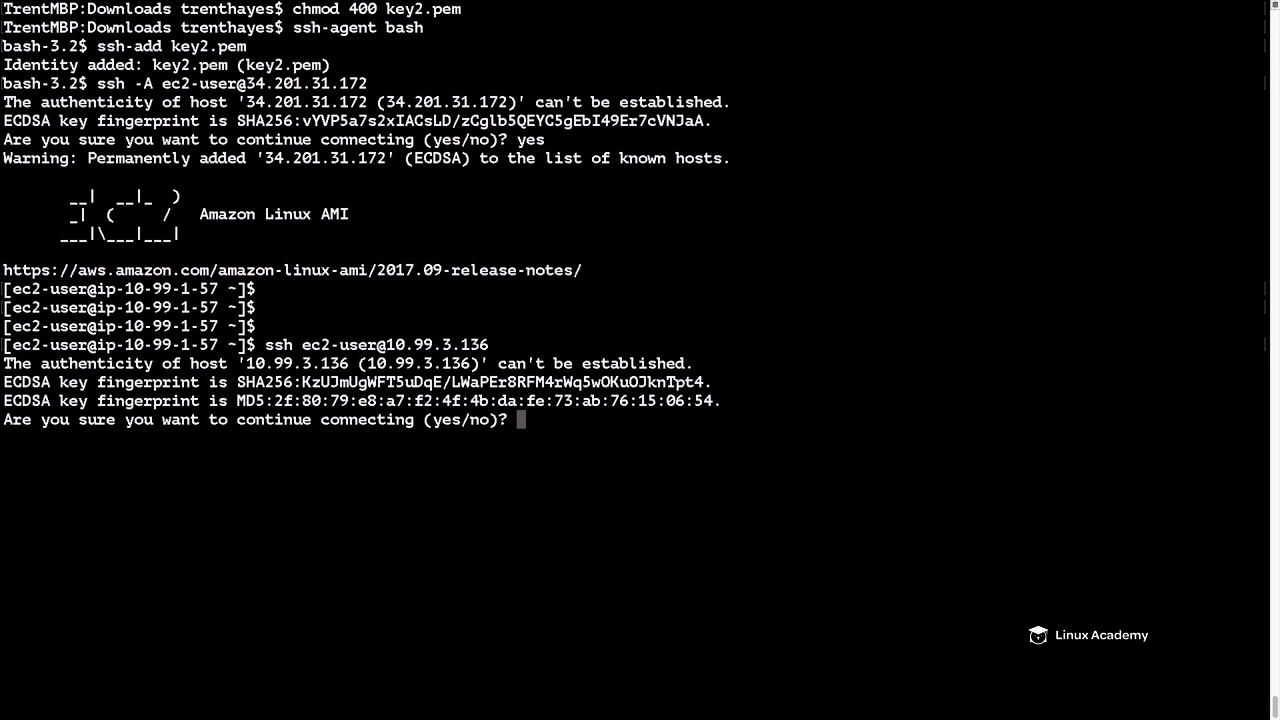 TrentMBP:Downloads trenthayes$ chmod 400 key2.pem
TrentMBP:Downloads trenthayes$ ssh-agent bash
bash-3.2$ ssh-add key2.pem
Identity added: key2.pem (key2.pem)
bash-3.2$ ssh -A ec2-user@34.201.31.172
The authenticity of host '34.201.31.172 (34.201.31.172)' can't be established.
ECDSA key fingerprint is SHA256:vYVP5a7s2xIACsLD/zCglb5QEYC5gEbI49Er7cVNJaA.
Are you sure you want to continue connecting (yes/no)? yes
Warning: Permanently added '34.201.31.172' (ECDSA) to the list of known hosts.
       __|  __|_  )
       _|  (     /   Amazon Linux AMI
      ___|\___|___|
https://aws.amazon.com/amazon-linux-ami/2017.09-release-notes/
[ec2-user@ip-10-99-1-57 ~]$
[ec2-user@ip-10-99-1-57 ~]$
[ec2-user@ip-10-99-1-57 ~]$
[ec2-user@ip-10-99-1-57 ~]$ ssh ec2-user@10.99.3.136
The authenticity of host '10.99.3.136 (10.99.3.136)' can't be established.
ECDSA key fingerprint is SHA256:KzUJmUgWFT5uDqE/LWaPEr8RFM4rWq5wOKuOJknTpt4.
ECDSA key fingerprint is MD5:2f:80:79:e8:a7:f2:4f:4b:da:fe:73:ab:76:15:06:54.
Are you sure you want to continue connecting (yes/no)?
Linux Academy